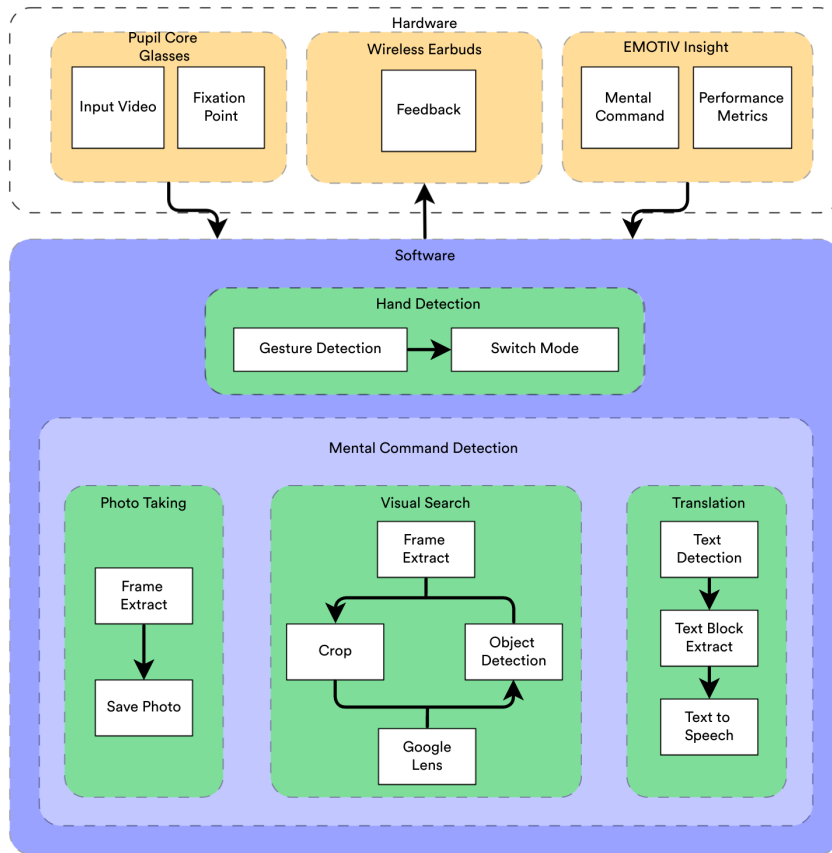 Hardware
Pupil Core
Glasses
Input Video
Fixation
Point
Wireless Earbuds
Feedback
EMOTIV Insight
Mental
Command
Performance
Metrics
Software
Hand Detection
Gesture Detection
Switch Mode
Mental Command Detection
Photo Taking
Frame
Extract
Save Photo
Visual Search
Frame
Extract
Crop
Object
Detection
Google
Lens
Translation
Text
Detection
Text Block
Extract
Text to
Speech